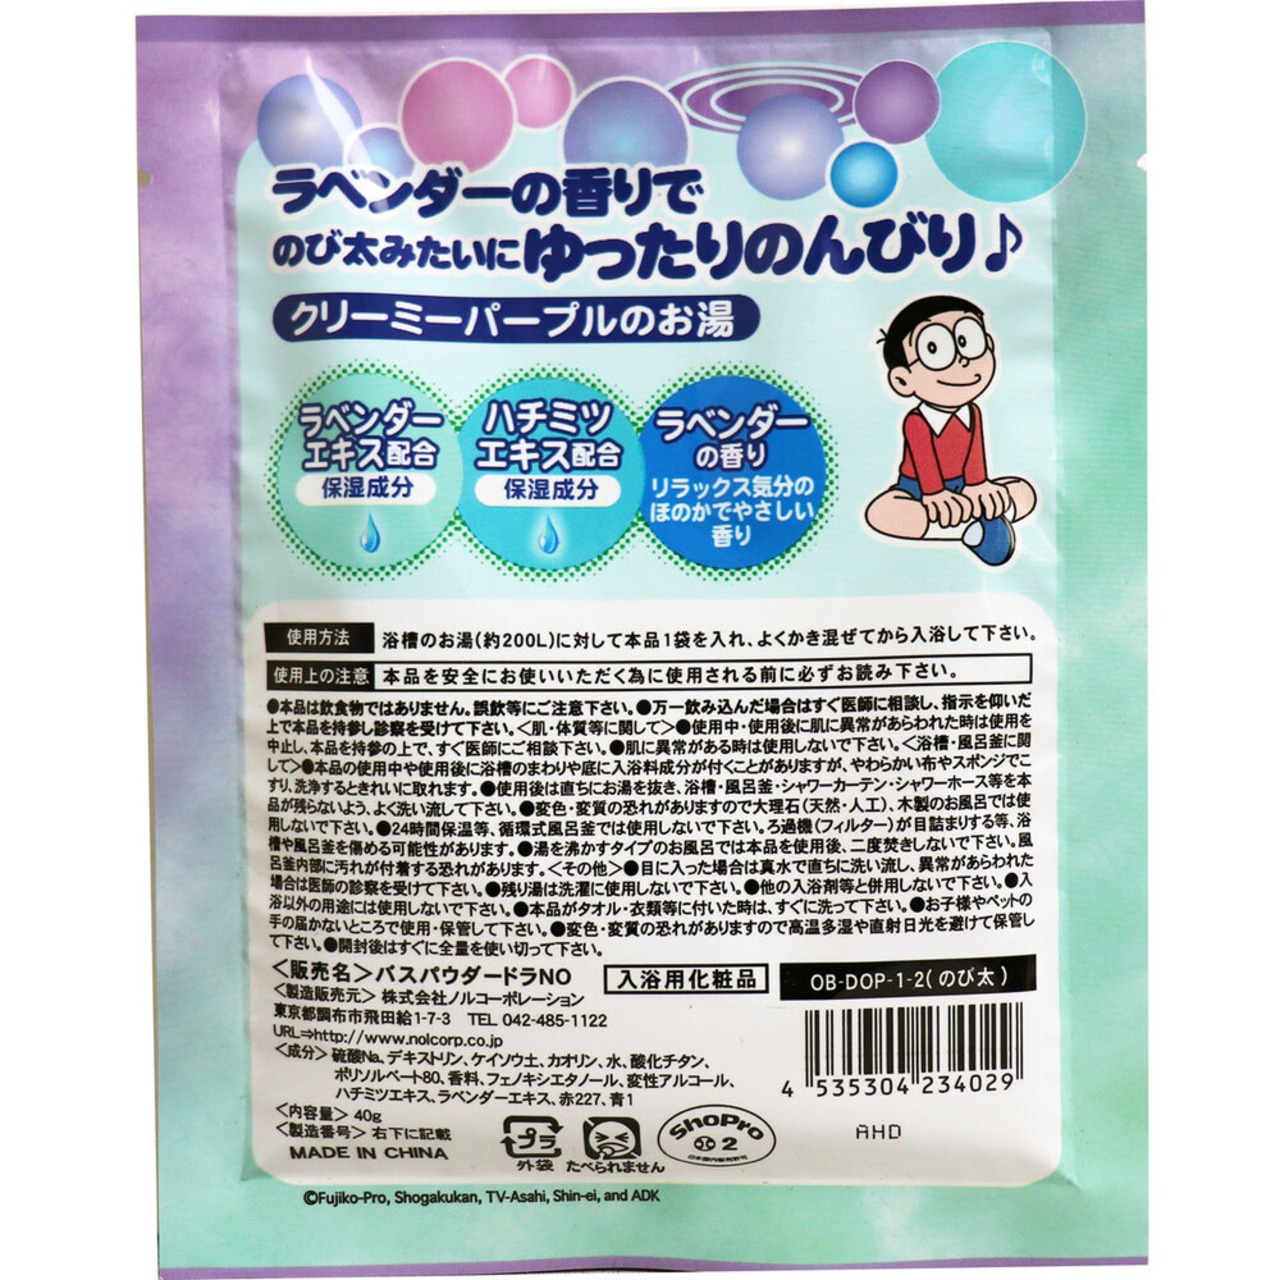 ラベンダーの香りで
のび太みたいにゆったりのんびり♪
クリーミーパープルのお湯
ラベンダー
エキス配合
保湿成分
ハチミツ
エキス配合
保湿成分
ラベンダー
の香り
リラックス気分の
ほのかでやさしい
香り
使用方法 浴槽のお湯(約200L)に対して本品1袋を入れ、よくかき混ぜてから入浴して下さい。
使用上の注意 本品を安全にお使いいただく為に使用される前に必ずお読み下さい。
●本品は飲食物ではありません。誤飲等にご注意下さい。●万一飲み込んだ場合はすぐ医師に相談し、指示を仰いだ
上で本品を持参し診察を受けて下さい。<肌・体質等に関して>●使用中・使用後に肌に異常があらわれた時は使用を
中止し、本品を持参の上で、すぐ医師にご相談下さい。●肌に異常がある時は使用しないで下さい。<浴槽・風呂釜に関
して>●本品の使用中や使用後に浴槽のまわりや底に入浴料成分が付くことがありますが、やわらかい布やスポンジでこ
すり、洗浄するときれいに取れます。●使用後は直ちにお湯を抜き、浴槽・風呂釜・シャワーカーテン・シャワーホース等を本
品が残らないよう、よく洗い流して下さい。●変色・変質の恐れがありますので大理石(天然・人工)、木製のお風呂では使
用しないで下さい。●24時間保温等、循環式風呂釜では使用しないで下さい。ろ過機(フィルター)が目詰まりする等、浴
槽や風呂釜を傷める可能性があります。●湯を沸かすタイプのお風呂では本品を使用後、二度焚きしないで下さい。風
呂釜内部に汚れが付着する恐れがあります。<その他>●目に入った場合は真水で直ちに洗い流し、異常があらわれた
場合は医師の診察を受けて下さい。●残り湯は洗濯に使用しないで下さい。●他の入浴剤等と併用しないで下さい。●入
浴以外の用途には使用しないで下さい。●本品がタオル・衣類等に付いた時は、すぐに洗って下さい。●お子様やペットの
手の届かないところで使用・保管して下さい。●変色・変質の恐れがありますので高温多湿や直射日光を避けて保管し
て下さい。●開封後はすぐに全量を使い切って下さい。
<販売名>バスパウダードラNO
入浴用化粧品
OB-DOP-1-2(のび太)
<製造販売元> 株式会社ノルコーポレーション
東京都調布市飛田給1-7-3 TEL 042-485-1122
URL⇒http://www.nolcorp.co.jp
<成分> 硫酸Na、デキストリン、ケイソウ土、カオリン、水、酸化チタン、
ポリソルベート80、香料、フェノキシエタノール、変性アルコール、
ハチミツエキス、ラベンダーエキス、赤227、青1
<内容量> 40g
<製造番号> 右下に記載
MADE IN CHINA
プラ
外袋
たべられません
ShoPro
2
4 535304 234029
AHD
©Fujiko-Pro, Shogakukan, TV-Asahi, Shin-ei, and ADK